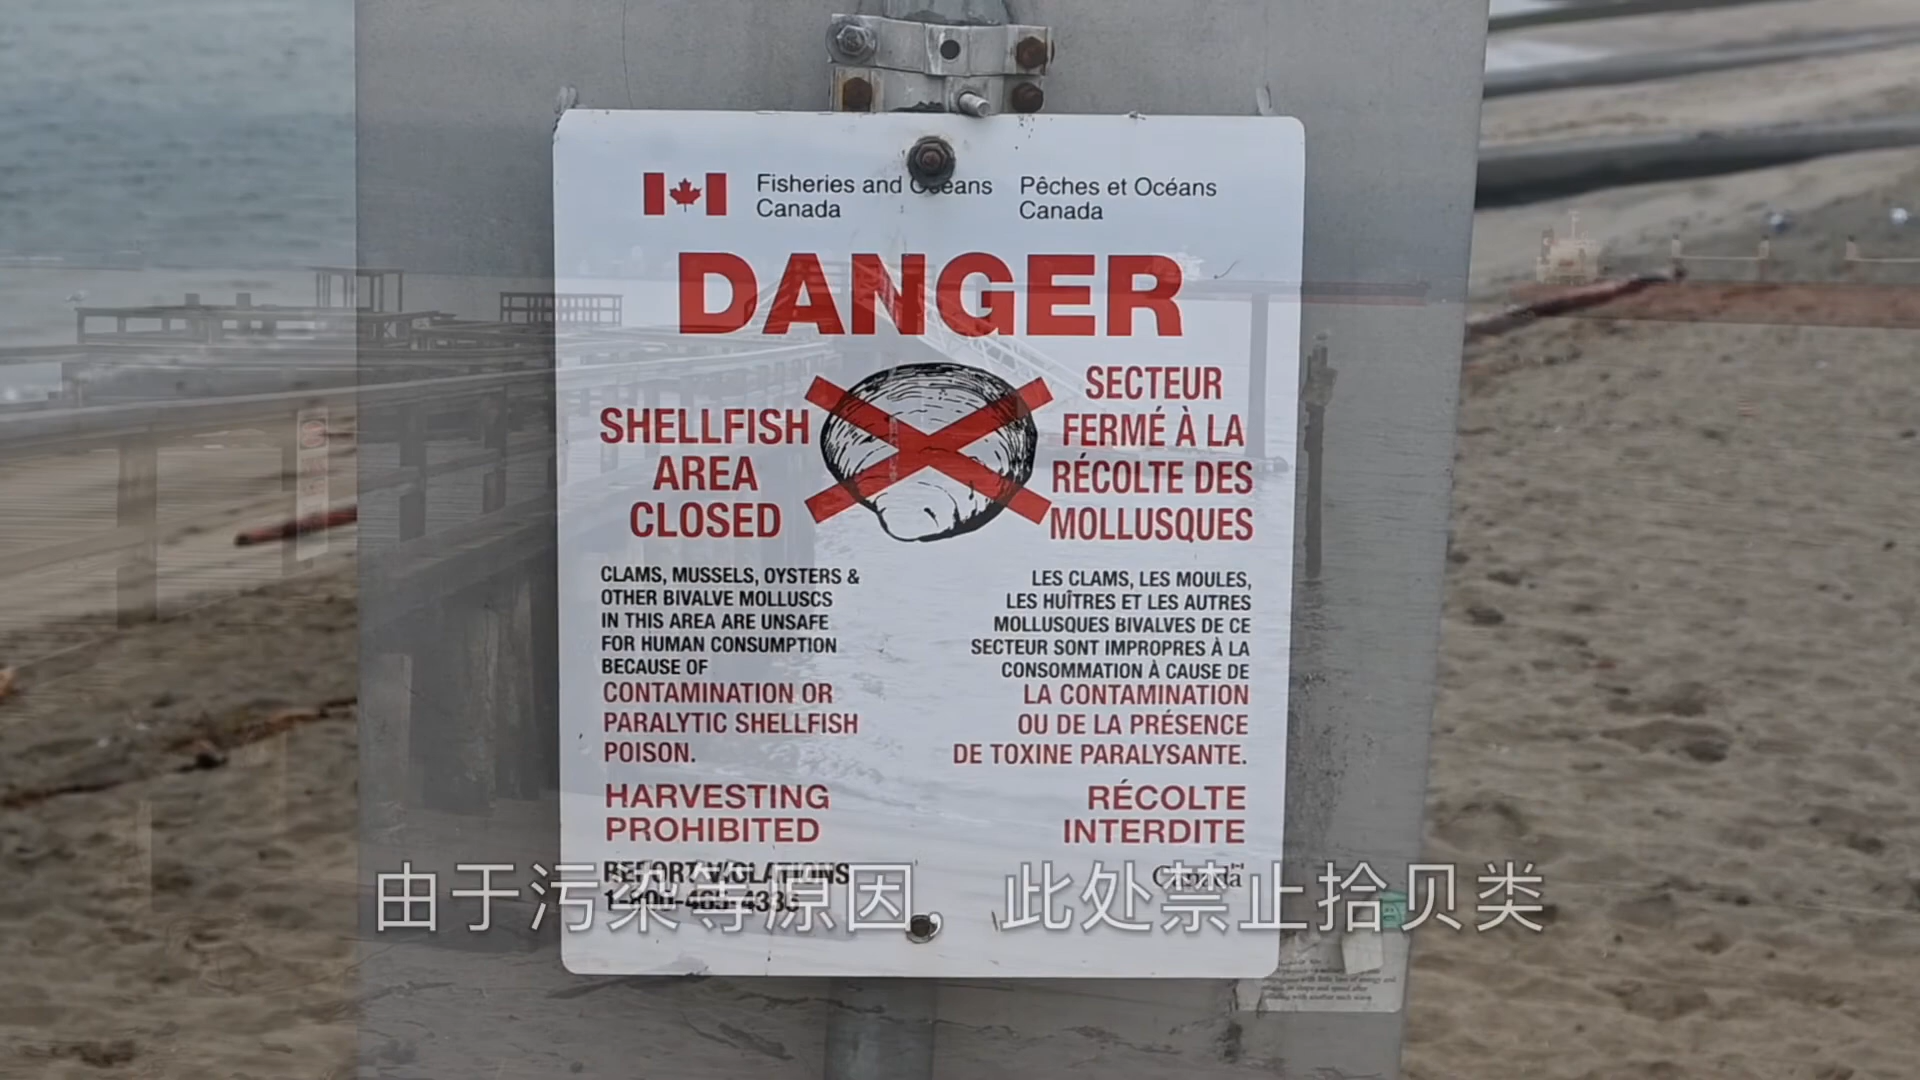 Fisheries and Oceans
Canada
Pêches et Océans
Canada
DANGER
SHELLFISH
AREA
CLOSED
SECTEUR
FERMÉ À LA
RÉCOLTE DES
MOLLUSQUES
CLAMS, MUSSELS, OYSTERS &
OTHER BIVALVE MOLLUSCS
IN THIS AREA ARE UNSAFE
FOR HUMAN CONSUMPTION
BECAUSE OF
CONTAMINATION OR
PARALYTIC SHELLFISH
POISON.
HARVESTING
PROHIBITED
REPORT VIOLATIONS
LES CLAMS, LES MOULES,
LES HUÎTRES ET LES AUTRES
MOLLUSQUES BIVALVES DE CE
SECTEUR SONT IMPROPRES À LA
CONSOMMATION À CAUSE DE
LA CONTAMINATION
OU DE LA PRÉSENCE
DE TOXINE PARALYSANTE.
RÉCOLTE
INTERDITE
Canada
由于污染等原因，此处禁止拾贝类